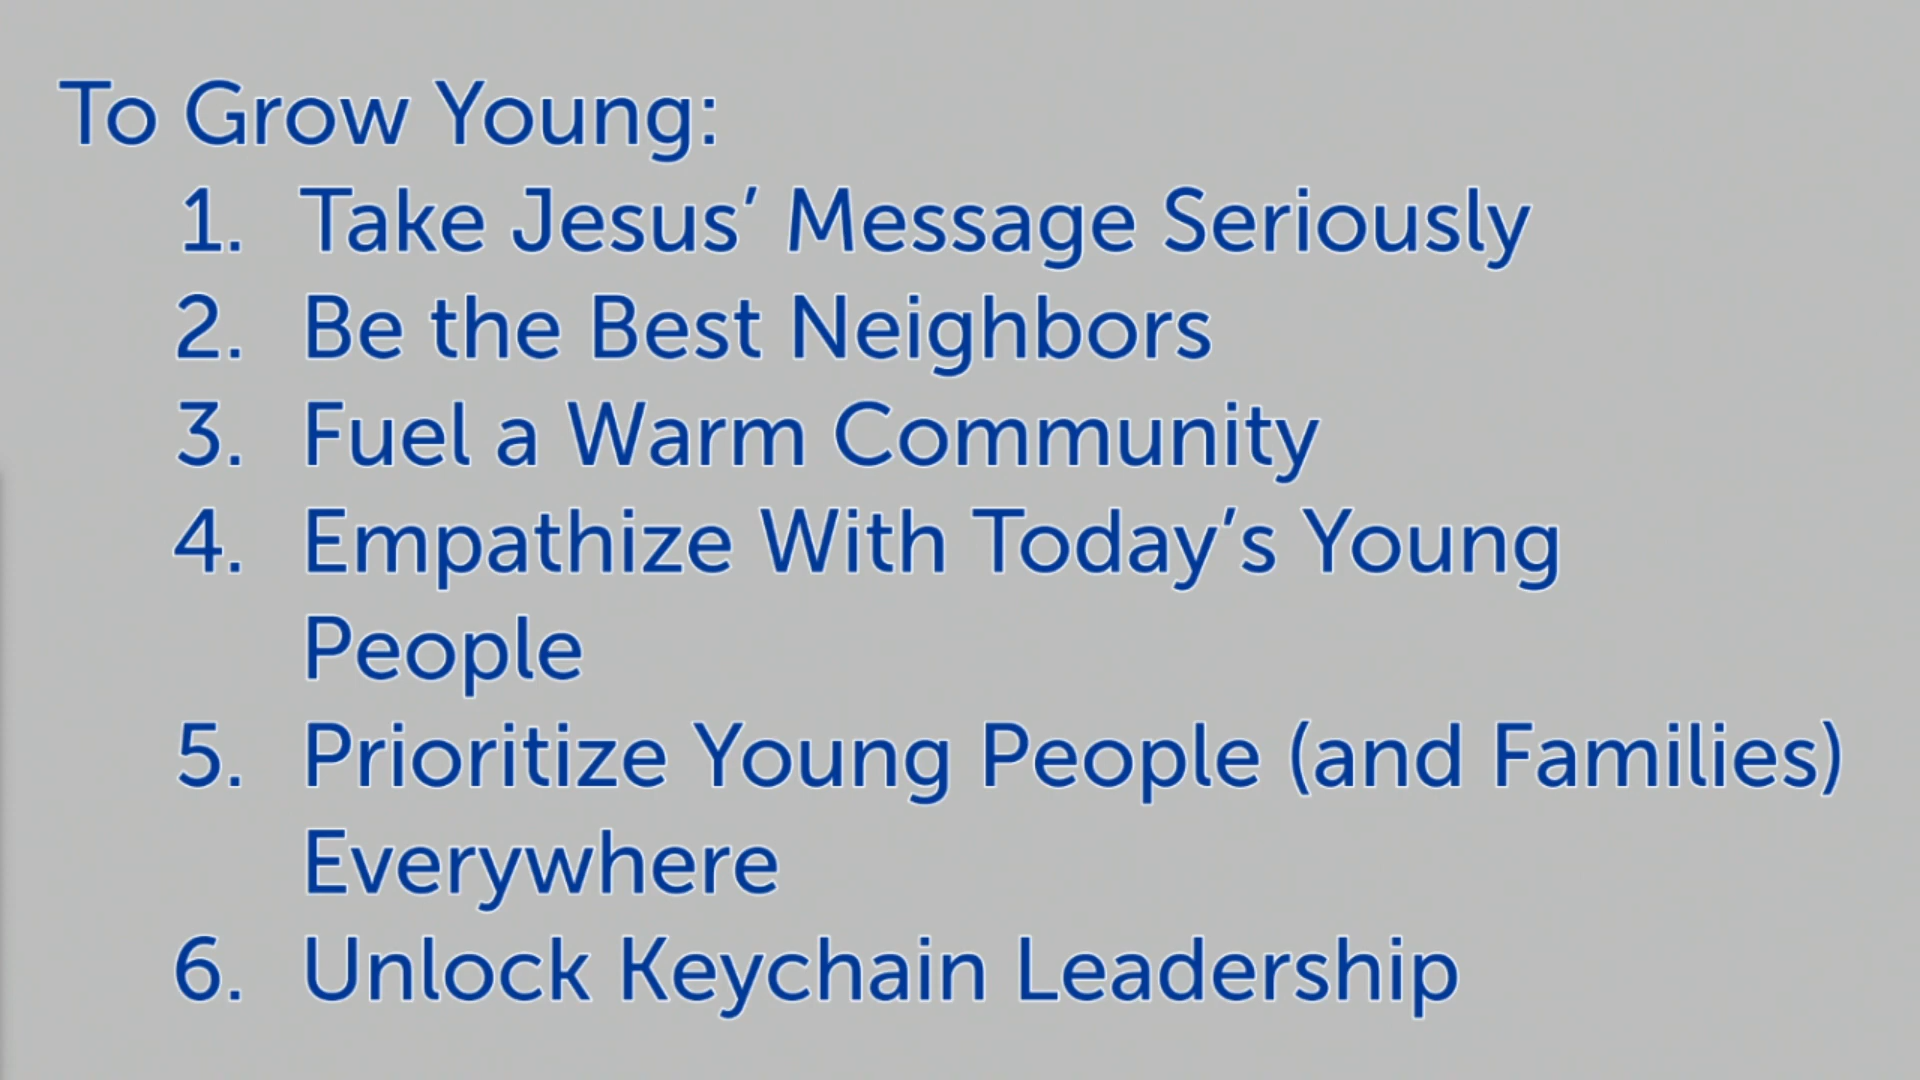 To Grow Young:
1. Take Jesus’ Message Seriously
2. Be the Best Neighbors
3. Fuel a Warm Community
4. Empathize With Today’s Young
People
5. Prioritize Young People (and Families)
Everywhere
6. Unlock Keychain Leadership